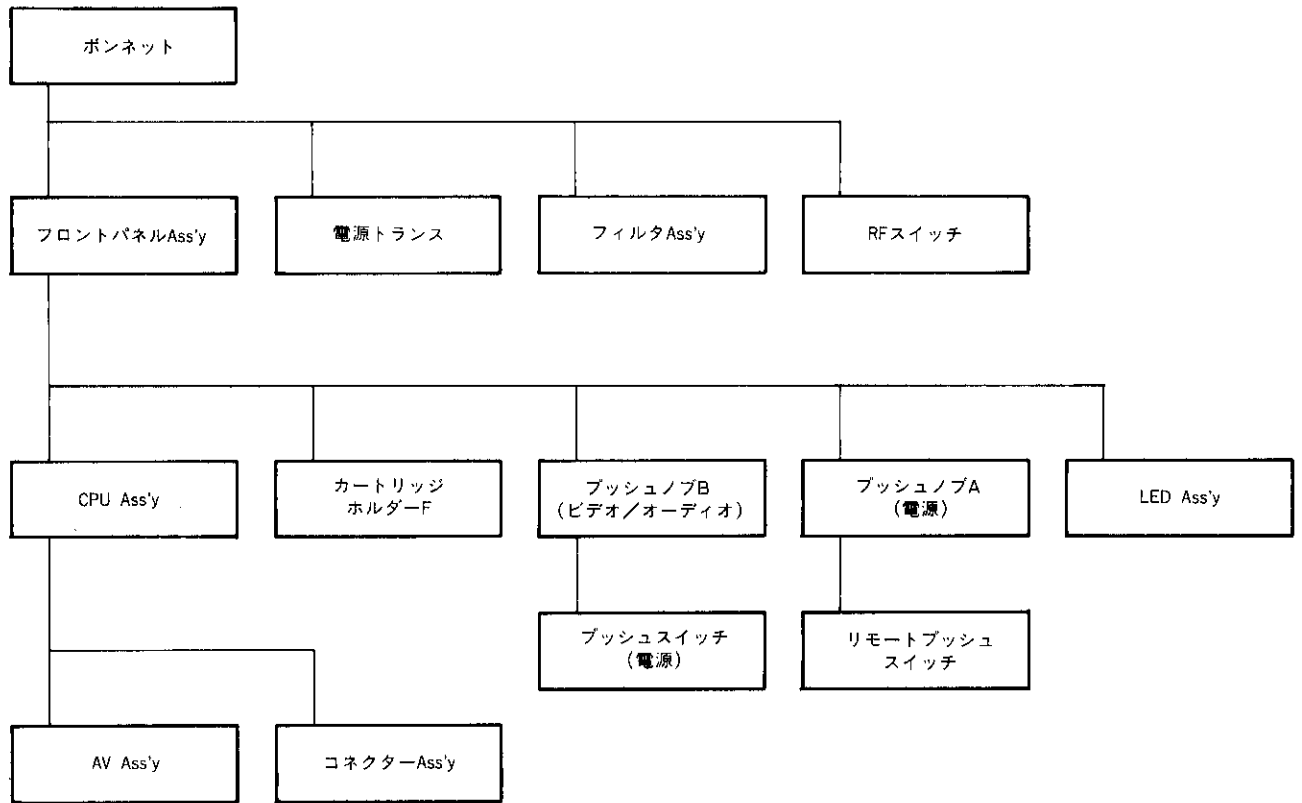 ボンネット
フロントパネルAss'y
電源トランス
フィルタAss'y
RFスイッチ
CPU Ass'y
カートリッジ
ホルダーF
プッシュノブB
(ビデオ/オーディオ)
プッシュノブA
(電源)
LED Ass'y
プッシュスイッチ
(電源)
リモートプッシュ
スイッチ
AV Ass'y
コネクターAss'y